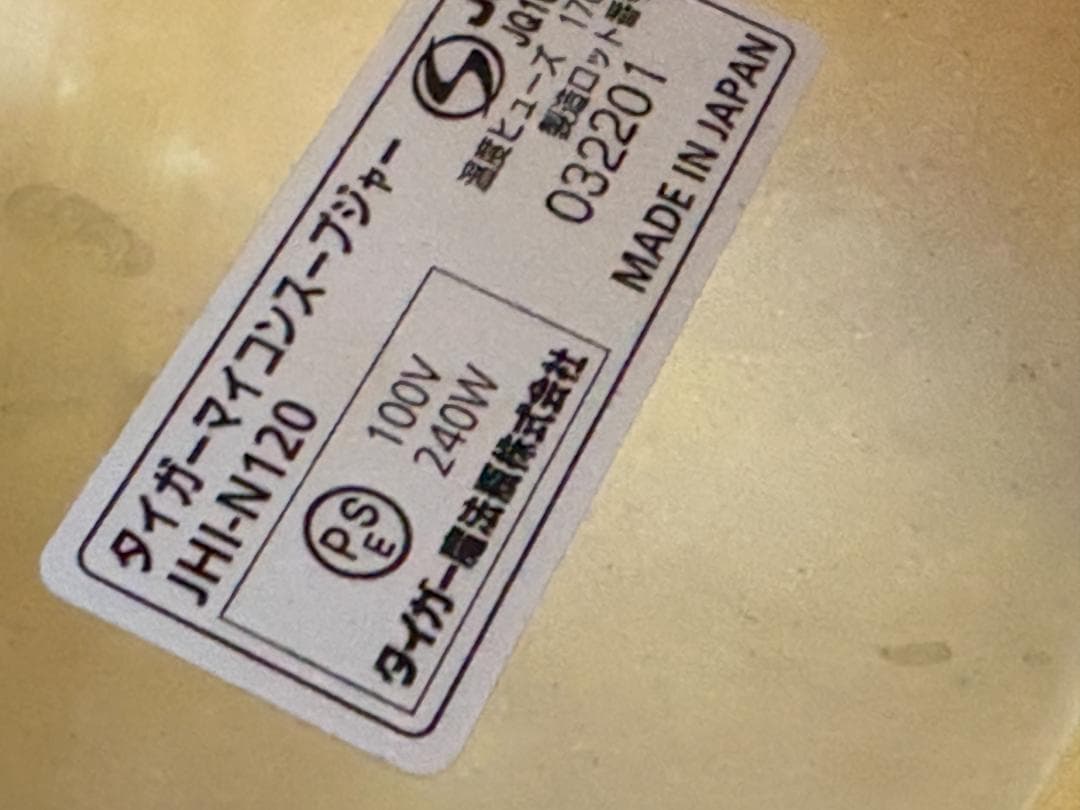 タイガーマイコンスープジャー
JHI-N120
PSE
100V
240W
タイガー魔法瓶株式会社
温度ヒューズ
製造ロット番
032201
MADE IN JAPAN